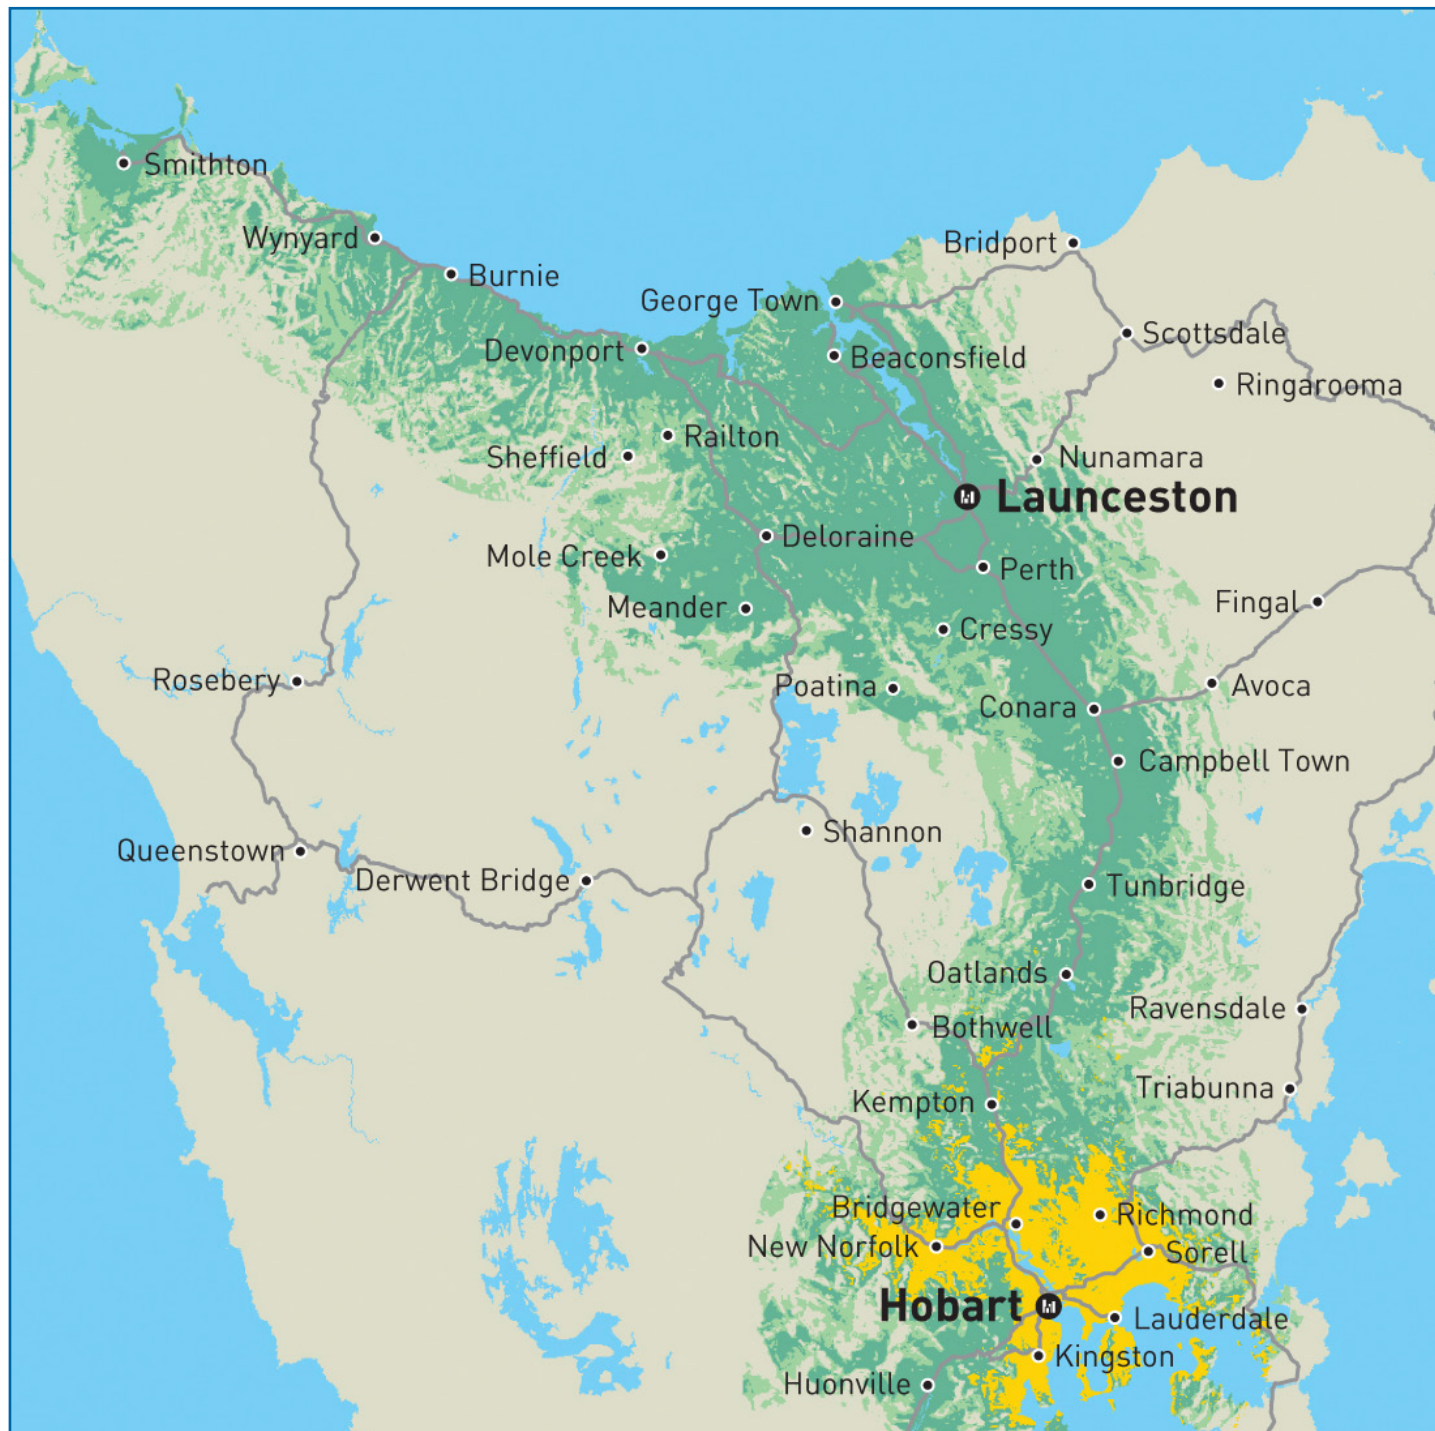 Smithton
Wynyard
Bridport
Burnie
George Town
Scottsdale
Devonport
Beaconsfield
Ringarooma
Railton
Sheffield
Nunamara
Launceston
Deloraine
Mole Creek
Perth
Meander
Fingal
Cressy
Rosebery
Poatina
Avoca
Conara
Campbell Town
Shannon
Queenstown
Derwent Bridge
Tunbridge
Oatlands
Ravensdale
Bothwell
Triabunna
Kempton
Bridgewater
Richmond
New Norfolk
Sorell
Hobart
Lauderdale
Kingston
Huonville